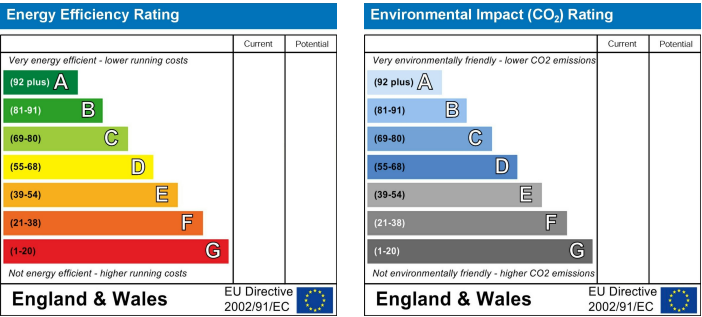 Energy Efficiency Rating
Current Potential
Very energy efficient - lower running costs
(92 plus) A
(81-91) B
(69-80) C
(55-68) D
(39-54) E
(21-38) F
(1-20) G
Not energy efficient - higher running costs
England & Wales
EU Directive
2002/91/EC
Environmental Impact (CO₂) Rating
Current Potential
Very environmentally friendly - lower CO2 emissions
(92 plus) A
(81-91) B
(69-80) C
(55-68) D
(39-54) E
(21-38) F
(1-20) G
Not environmentally friendly - higher CO2 emissions
England & Wales
EU Directive
2002/91/EC